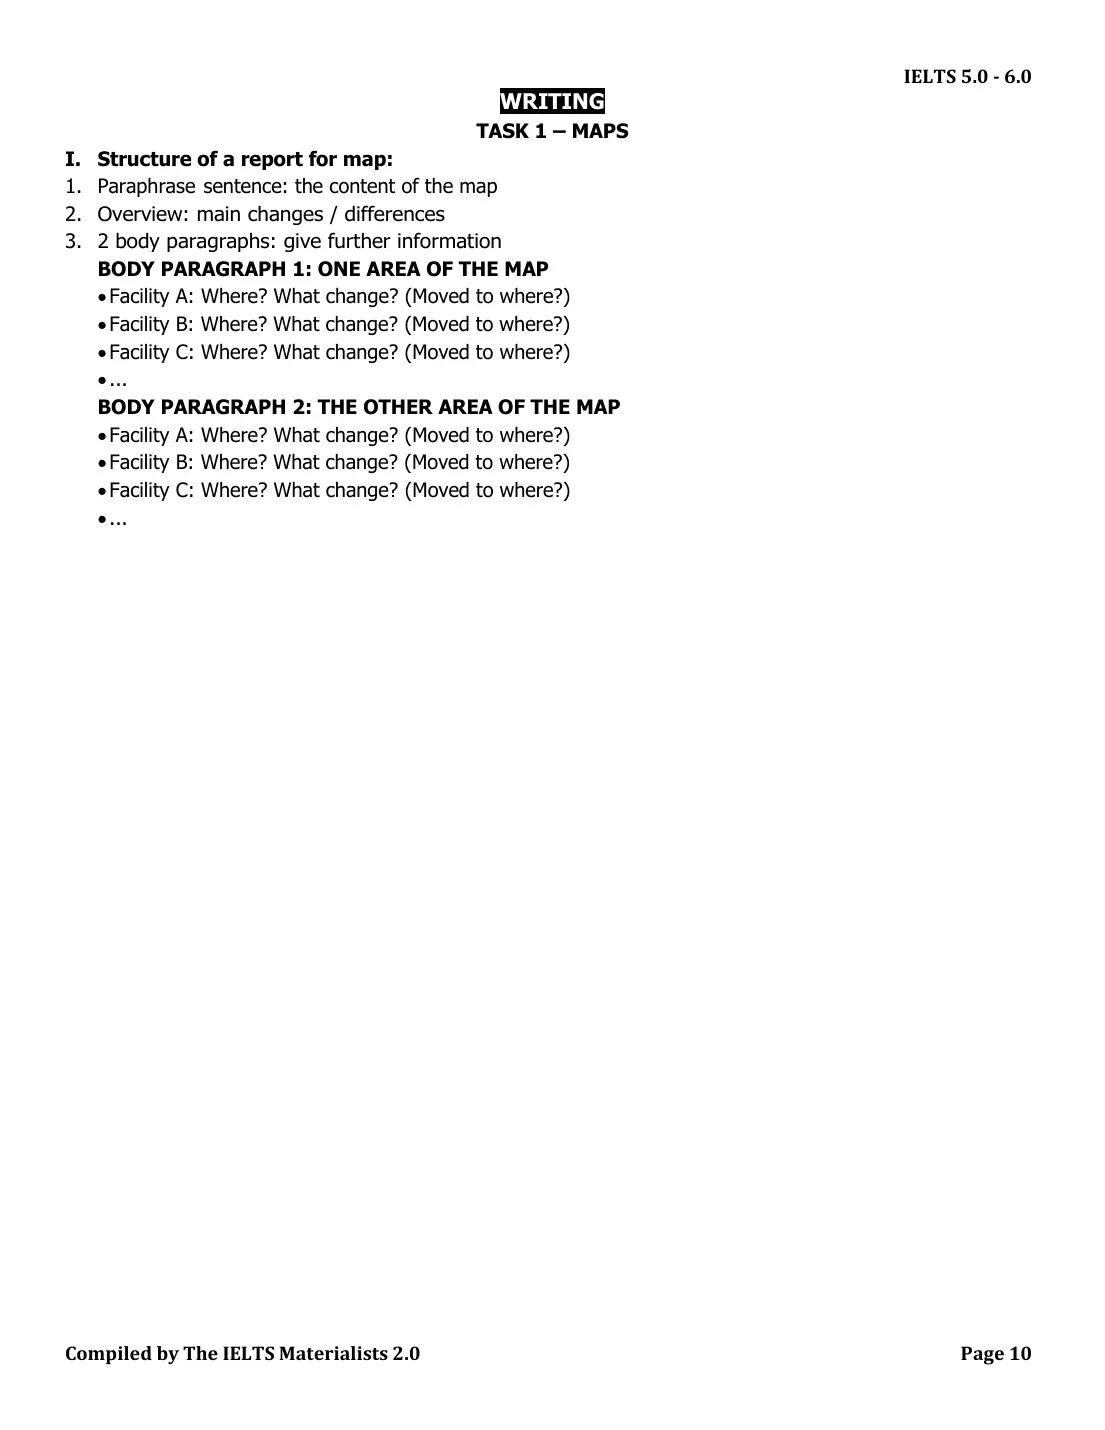 IELTS 5.0 - 6.0
WRITING
TASK 1 – MAPS
I. Structure of a report for map:
1. Paraphrase sentence: the content of the map
2. Overview: main changes / differences
3. 2 body paragraphs: give further information
BODY PARAGRAPH 1: ONE AREA OF THE MAP
•Facility A: Where? What change? (Moved to where?)
•Facility B: Where? What change? (Moved to where?)
•Facility C: Where? What change? (Moved to where?)
•...
BODY PARAGRAPH 2: THE OTHER AREA OF THE MAP
•Facility A: Where? What change? (Moved to where?)
•Facility B: Where? What change? (Moved to where?)
•Facility C: Where? What change? (Moved to where?)
•...
Compiled by The IELTS Materialists 2.0 Page 10